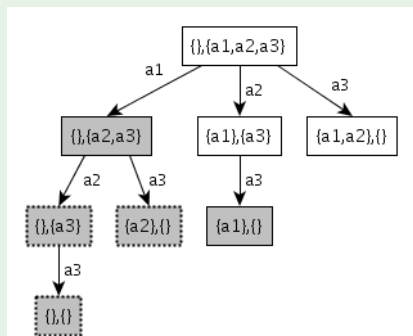 {},{a1,a2,a3}
a1
a2
a3
{},{a2,a3}
{a1},{a3}
{a1,a2},{}
a2
a3
a3
{},{a3}
{a2},{}
{a1},{}
a3
{},{}